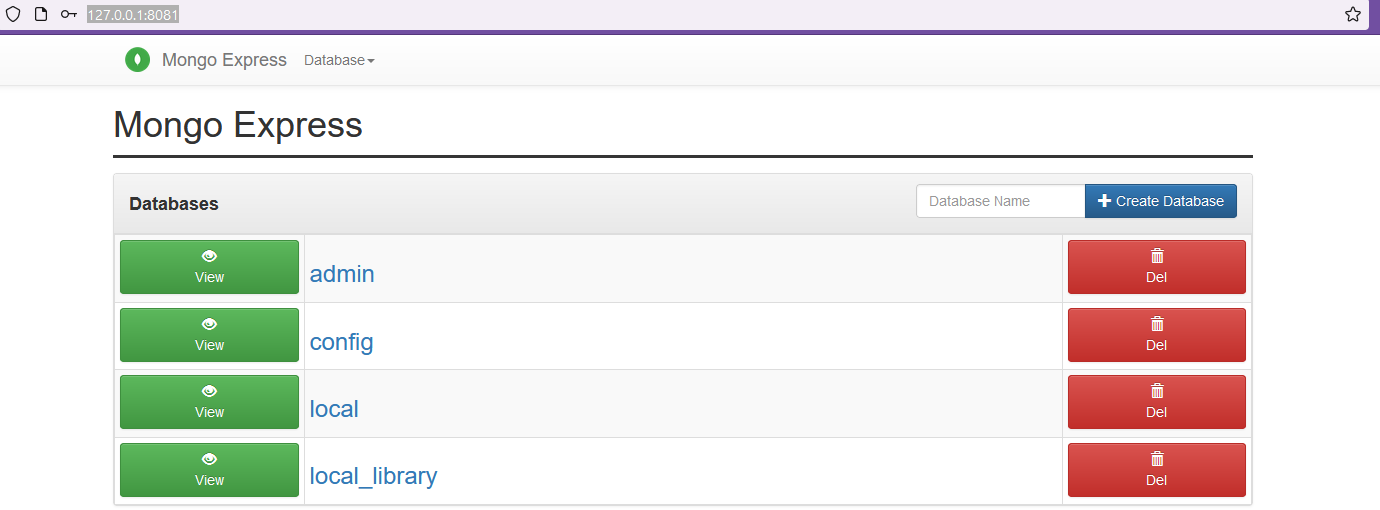 127.0.0.1:8081
Mongo Express Database
Mongo Express
Databases Database Name Create Database
View admin Del
View config Del
View local Del
View local_library Del